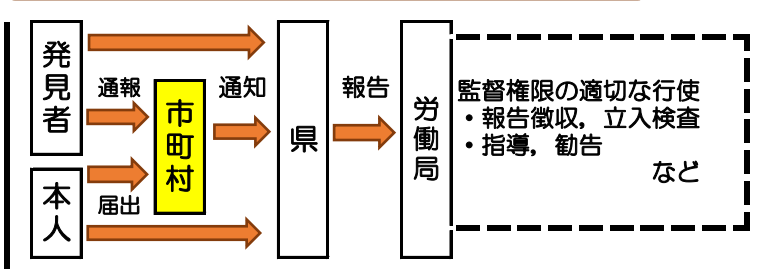 発見者
通報
市町村
通知
県
報告
労働局
監督権限の適切な行使
・報告徴収，立入検査
・指導，勧告
など
本人
届出